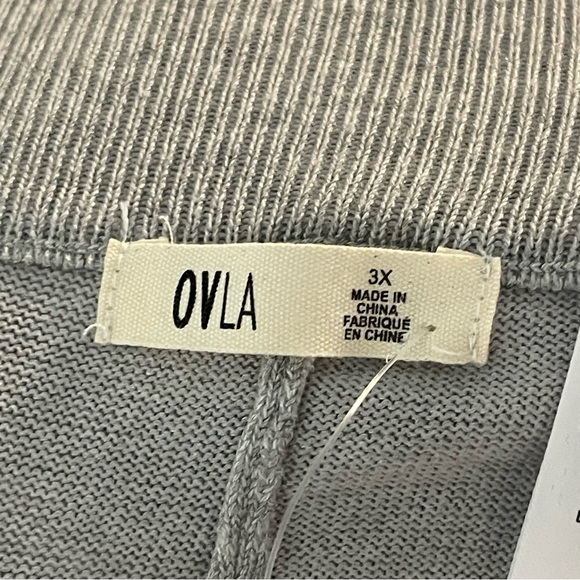 OVLA
3X
MADE IN
CHINA
FABRIQUÉ
EN CHINE